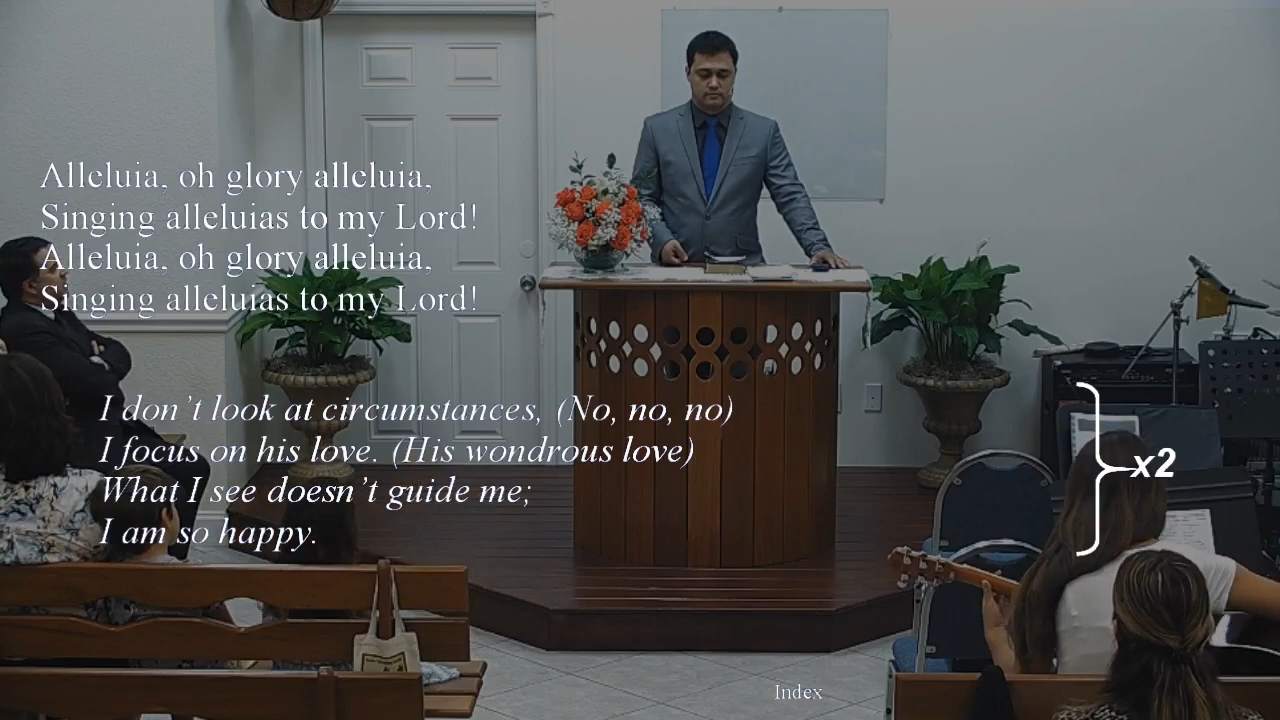 Alleluia, oh glory alleluia,
Singing alleluias to my Lord!
Alleluia, oh glory alleluia,
Singing alleluias to my Lord!
I don't look at circumstances, (No, no, no)
I focus on his love. (His wondrous love)
What I see doesn't guide me;
I am so happy.
x2
Index